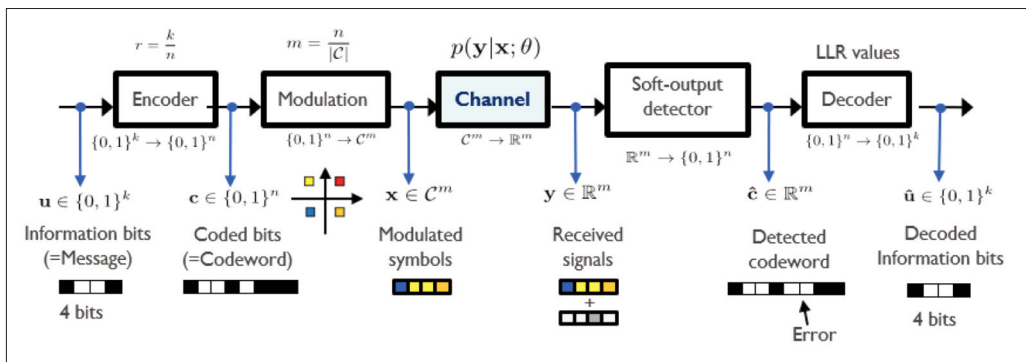 r = k/n
m = n/|𝒞|
p(y|x; θ)
LLR values
Encoder
Modulation
Channel
Soft-output
detector
Decoder
{0, 1}^k → {0, 1}^n
{0, 1}^n → 𝒞^m
𝒞^m → ℝ^m
ℝ^m → {0, 1}^n
{0, 1}^n → {0, 1}^k
u ∈ {0, 1}^k
c ∈ {0, 1}^n
x ∈ 𝒞^m
y ∈ ℝ^m
ĉ ∈ ℝ^m
û ∈ {0, 1}^k
Information bits
(=Message)
Coded bits
(=Codeword)
Modulated
symbols
Received
signals
Detected
codeword
Decoded
Information bits
+
4 bits
Error
4 bits